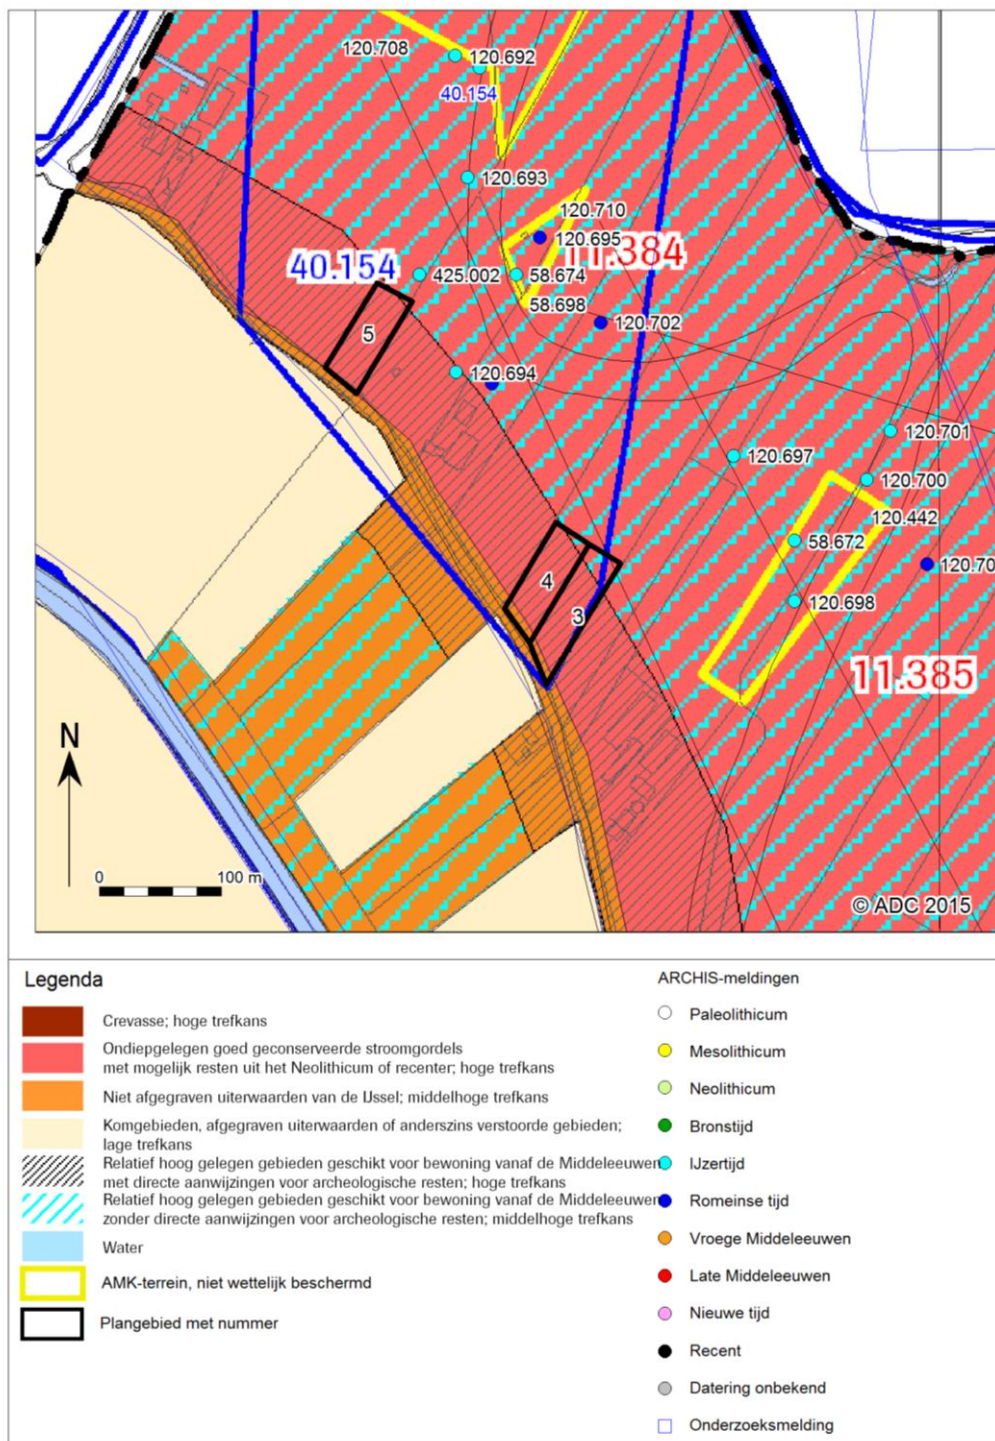 120.708
120.692
40.154
120.693
120.710
120.695
11.384
40.154
425.002
58.674
58.698
120.702
5
120.694
120.701
120.697
120.700
120.442
58.672
4
120.70
120.698
3
11.385
N
0 100 m
© ADC 2015
Legenda
Crevasse; hoge trefkans
Ondiepgelegen goed geconserveerde stroomgordels
met mogelijk resten uit het Neolithicum of recenter; hoge trefkans
Niet afgegraven uiterwaarden van de IJssel; middelhoge trefkans
Komgebieden, afgegraven uiterwaarden of anderszins verstoorde gebieden;
lage trefkans
Relatief hoog gelegen gebieden geschikt voor bewoning vanaf de Middeleeuwen
met directe aanwijzingen voor archeologische resten; hoge trefkans
Relatief hoog gelegen gebieden geschikt voor bewoning vanaf de Middeleeuwen
zonder directe aanwijzingen voor archeologische resten; middelhoge trefkans
Water
AMK-terrein, niet wettelijk beschermd
Plangebied met nummer
ARCHIS-meldingen
Paleolithicum
Mesolithicum
Neolithicum
Bronstijd
IJzertijd
Romeinse tijd
Vroege Middeleeuwen
Late Middeleeuwen
Nieuwe tijd
Recent
Datering onbekend
Onderzoeksmelding